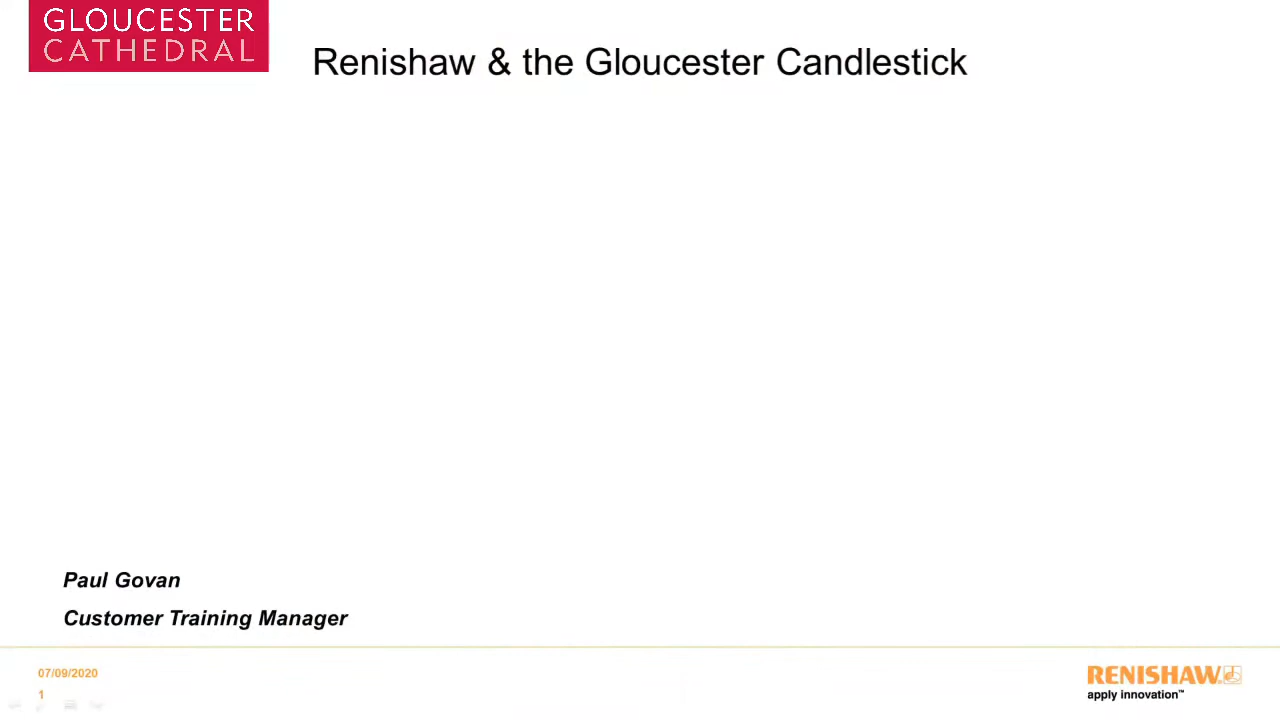 GLOUCESTER
CATHEDRAL
Renishaw & the Gloucester Candlestick
Paul Govan
Customer Training Manager
07/09/2020
1
RENISHAW
apply innovation™